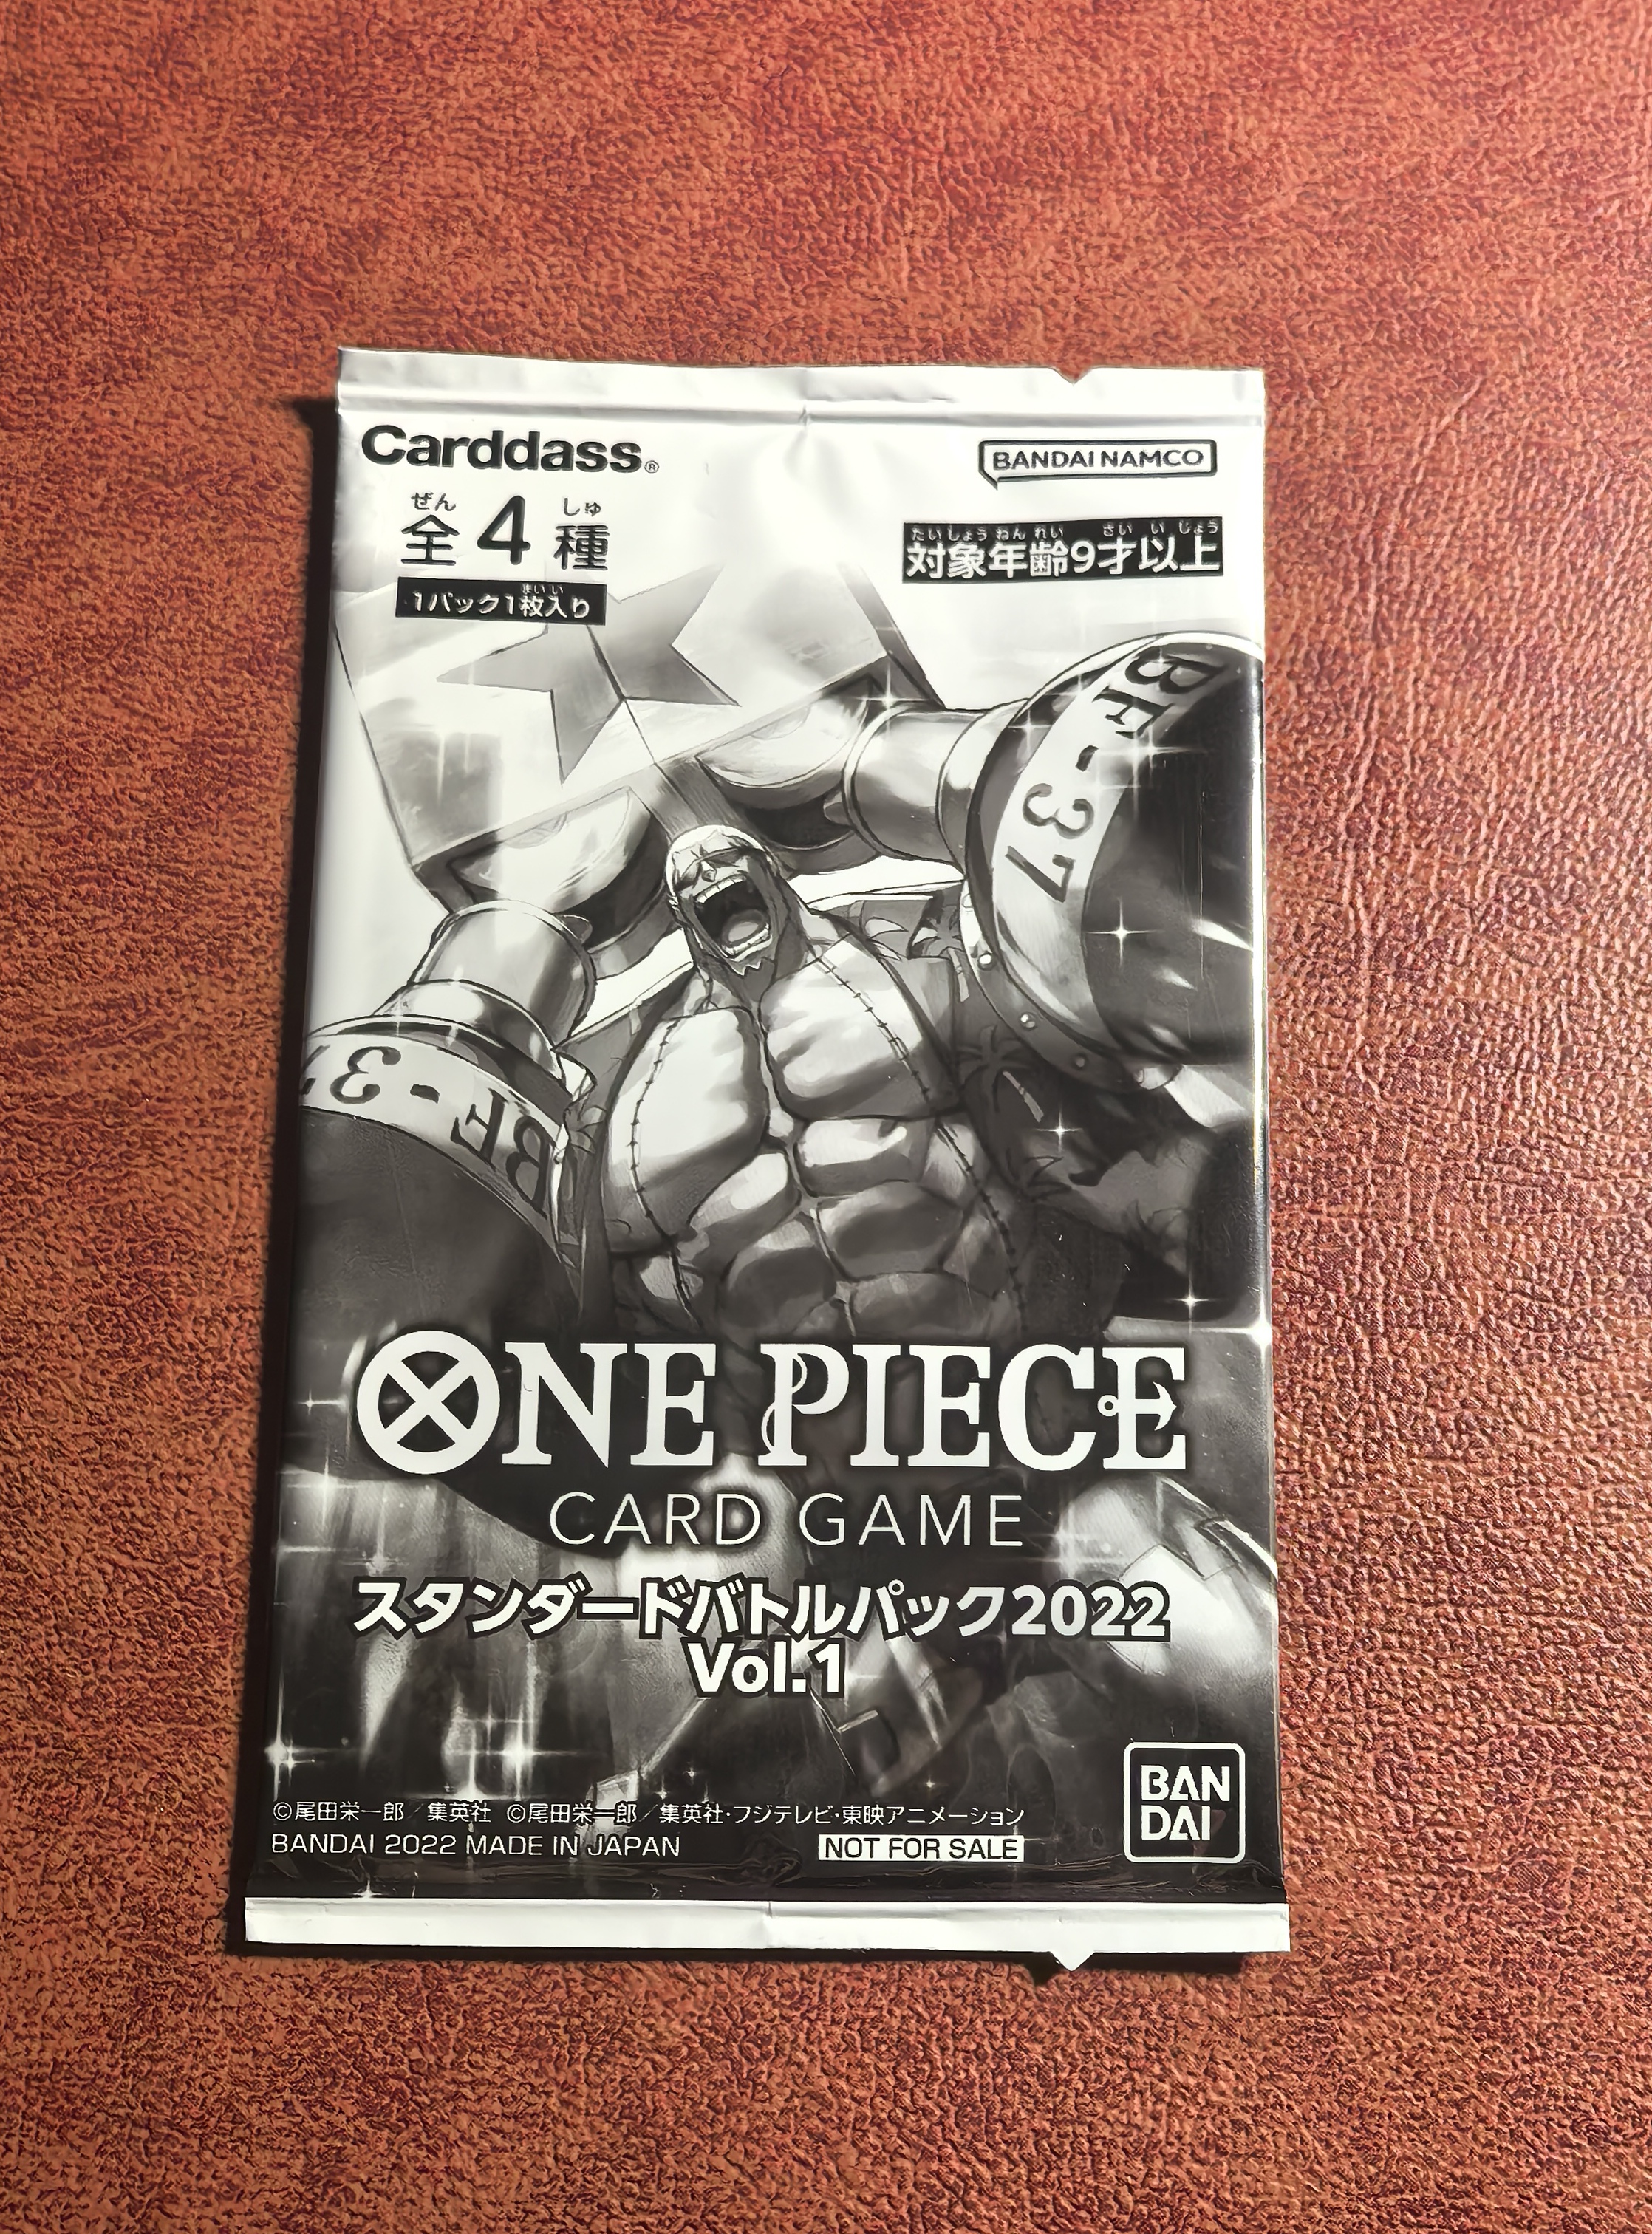 Carddass®
BANDAI NAMCO
ぜん しゅ
全4種
1パック1枚入り
まいい
たいしょうねんれい さい いじょう
対象年齢9才以上
BF-37
BF-3
ONE PIECE
CARD GAME
スタンダードバトルパック2022
Vol.1
©尾田栄一郎/集英社 ©尾田栄一郎/集英社・フジテレビ・東映アニメーション
BANDAI 2022 MADE IN JAPAN
NOT FOR SALE
BAN
DAI